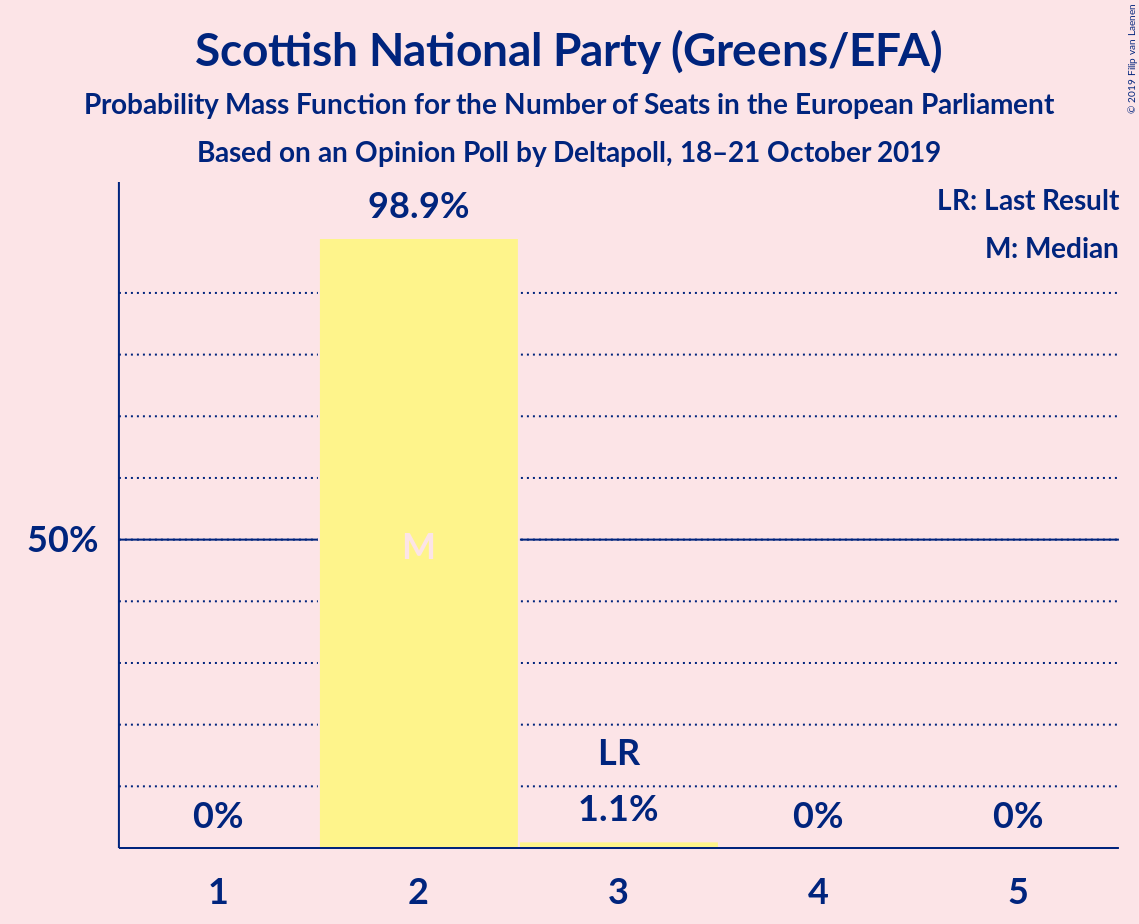 Scottish National Party (Greens/EFA)
Probability Mass Function for the Number of Seats in the European Parliament
Based on an Opinion Poll by Deltapoll, 18–21 October 2019
© 2019 Filip van Laenen
LR: Last Result
M: Median
98.9%
50%
M
LR
0%
1.1%
0%
0%
1
2
3
4
5